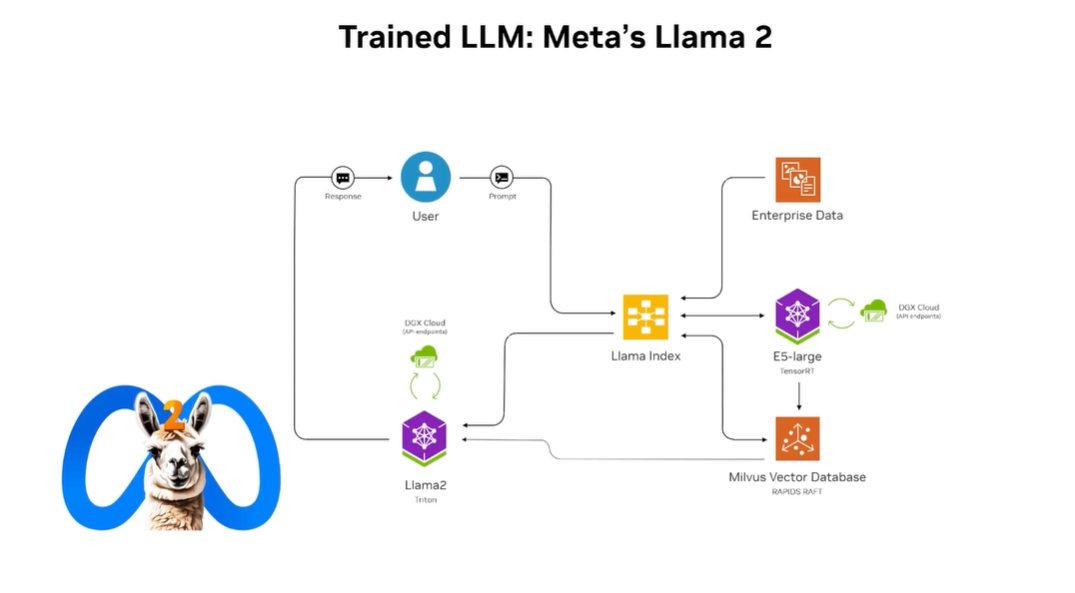 Trained LLM: Meta's Llama 2
Response
User
Prompt
Enterprise Data
Llama Index
E5-large
TensorRT
DGX Cloud
(API endpoints)
DGX Cloud
(API endpoints)
2
Llama2
Triton
Milvus Vector Database
RAPIDS RAFT